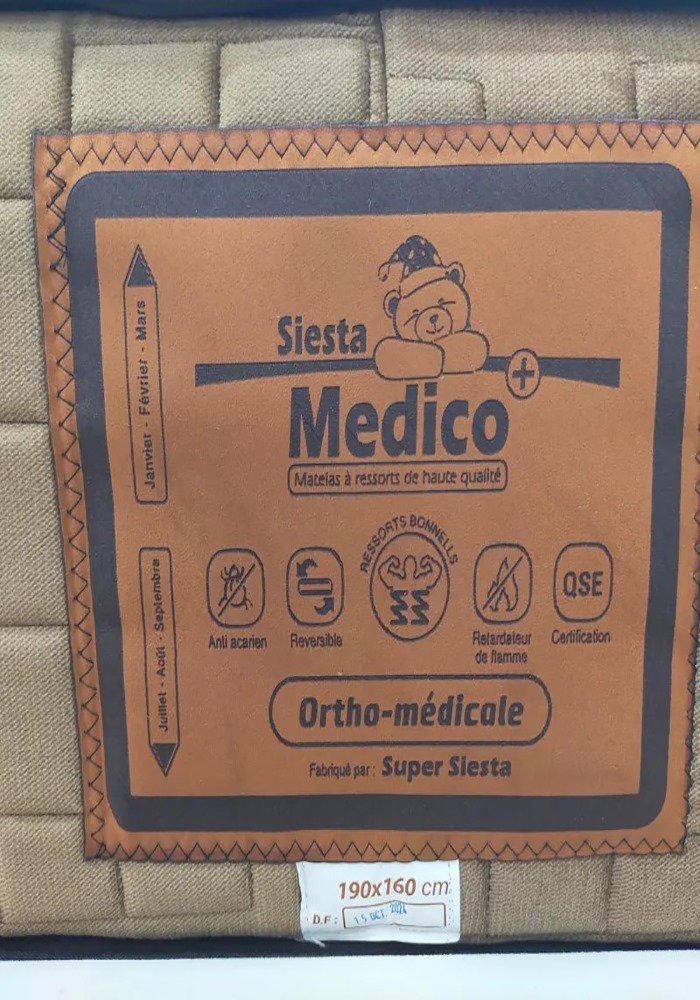 Janvier - Février - Mars
Juillet - Août - Septembre
Siesta
+
Medico
Matelas à ressorts de haute qualité
RESSORTS BONNELLS
QSE
Anti acarien
Reversible
Retardateur
de flamme
Certification
Ortho-médicale
Fabriqué par : Super Siesta
190x160 cm
D.F : 15 OCT. 2024